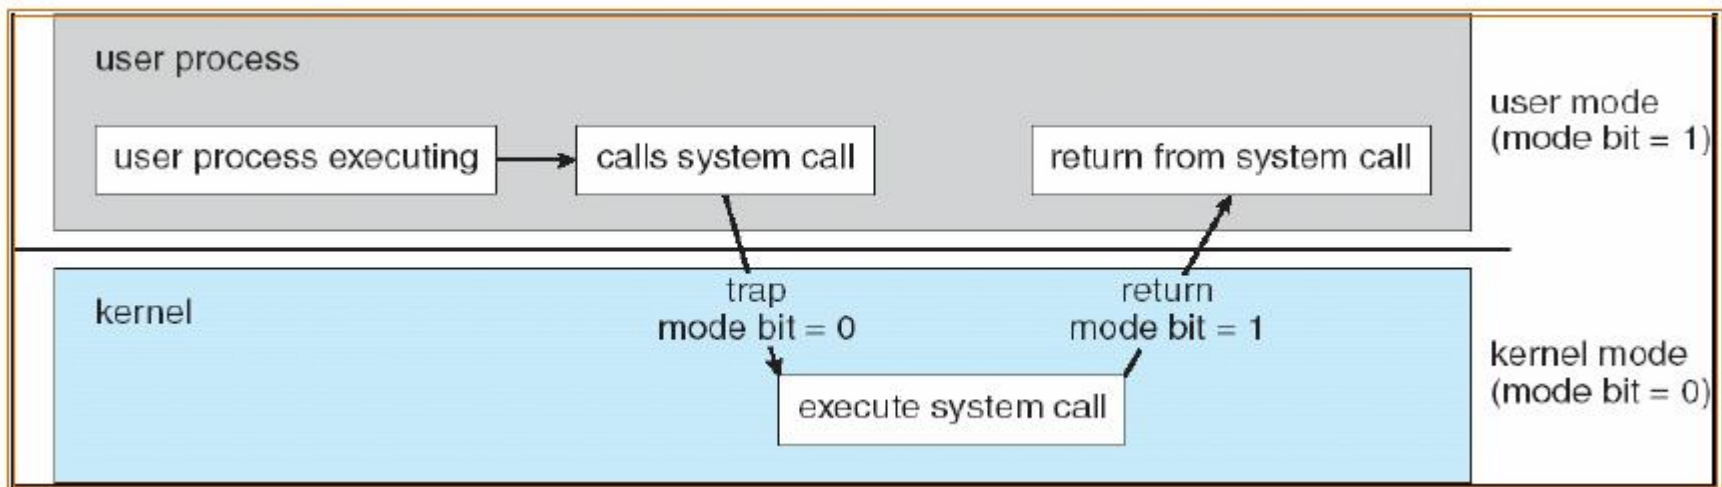 user process
user process executing
calls system call
return from system call
user mode
(mode bit = 1)
kernel
trap
mode bit = 0
return
mode bit = 1
execute system call
kernel mode
(mode bit = 0)